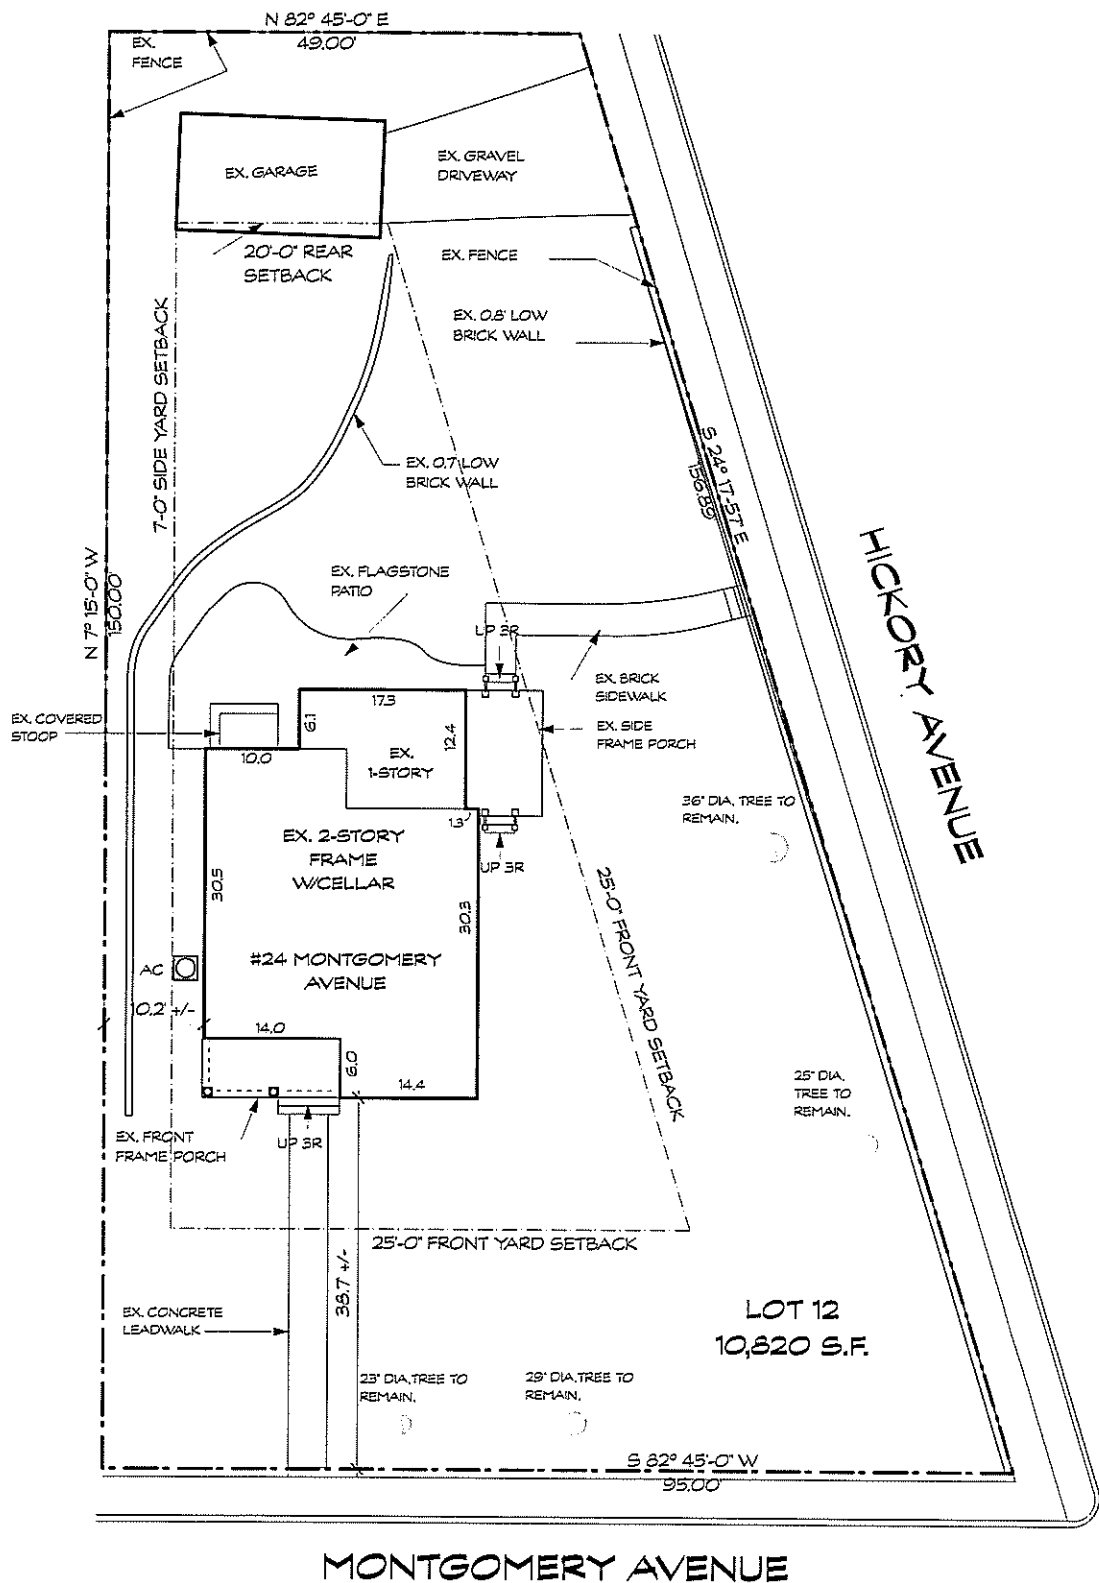 N 82° 45'-0" E
49.00'
EX.
FENCE
EX. GARAGE
EX. GRAVEL
DRIVEWAY
20'-0" REAR
SETBACK
EX. FENCE
EX. 0.8' LOW
BRICK WALL
7'-0" SIDE YARD SETBACK
EX. 0.7' LOW
BRICK WALL
S 24° 17'-57" E
156.89
HICKORY AVENUE
N 7° 15'-0" W
150.00'
EX. FLAGSTONE
PATIO
UP 3R
EX. BRICK
SIDEWALK
EX. COVERED
STOOP
17.3
6.1
12.4
EX. SIDE
FRAME PORCH
10.0
EX.
1-STORY
1.3'
36" DIA. TREE TO
REMAIN.
EX. 2-STORY
FRAME
W/CELLAR
UP 3R
30.5
30.3
25'-0" FRONT YARD SETBACK
#24 MONTGOMERY
AVENUE
AC
10.2' +/-
14.0
6.0
14.4
25" DIA.
TREE TO
REMAIN.
EX. FRONT
FRAME PORCH
UP 3R
25'-0" FRONT YARD SETBACK
38.7 +/-
EX. CONCRETE
LEADWALK
LOT 12
10,820 S.F.
23" DIA. TREE TO
REMAIN.
29" DIA. TREE TO
REMAIN.
S 82° 45'-0" W
95.00'
MONTGOMERY AVENUE